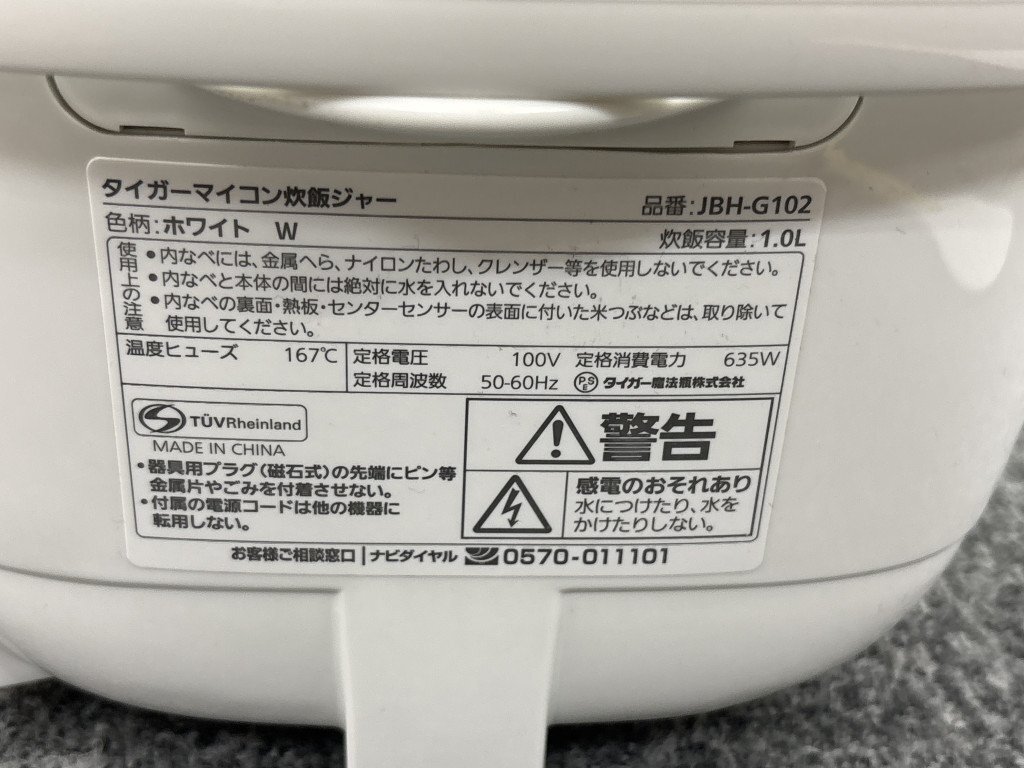 タイガーマイコン炊飯ジャー 品番:JBH-G102
色柄:ホワイト W 炊飯容量:1.0L
使用上の注意
•内なべには、金属へら、ナイロンたわし、クレンザー等を使用しないでください。
•内なべと本体の間には絶対に水を入れないでください。
•内なべの裏面・熱板・センターセンサーの表面に付いた米つぶなどは、取り除いて
使用してください。
温度ヒューズ 167℃ 定格電圧 100V 定格消費電力 635W
定格周波数 50-60Hz PSE タイガー魔法瓶株式会社
TÜVRheinland
MADE IN CHINA
•器具用プラグ(磁石式)の先端にピン等
金属片やごみを付着させない。
•付属の電源コードは他の機器に
転用しない。
警告
感電のおそれあり
水につけたり、水を
かけたりしない。
お客様ご相談窓口|ナビダイヤル 0570-011101